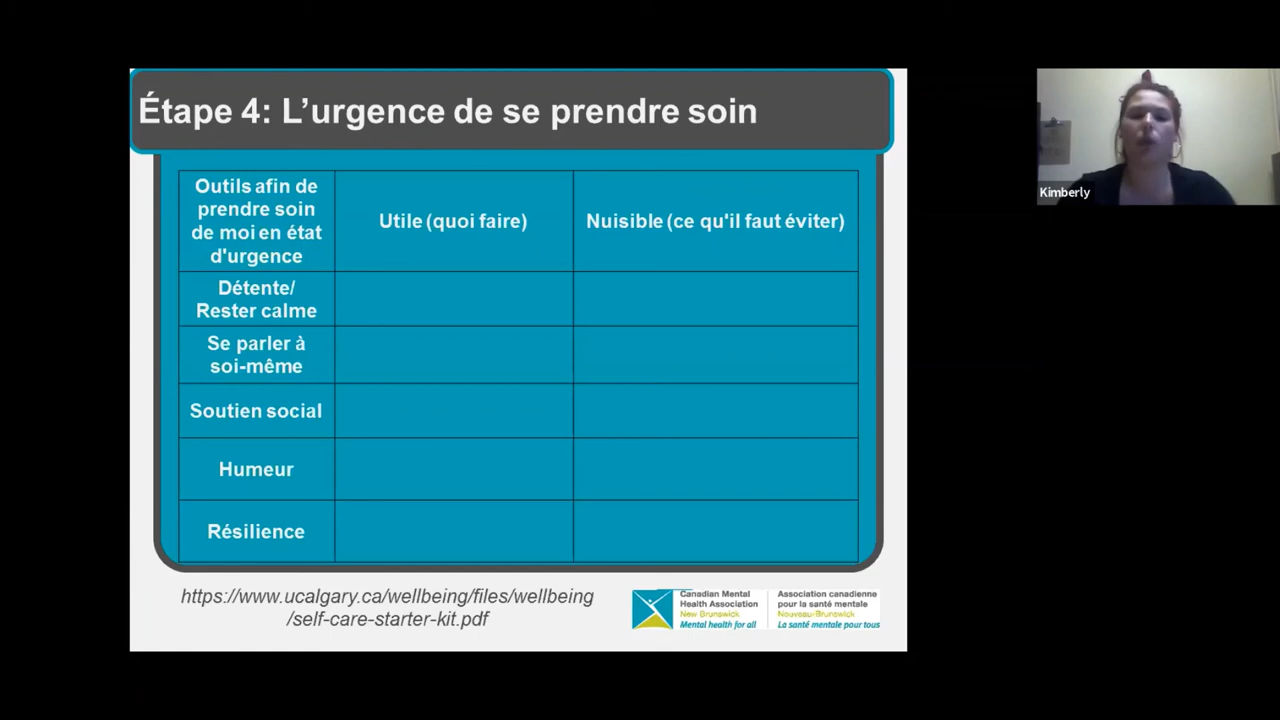 Étape 4: L'urgence de se prendre soin
Outils afin de
prendre soin
de moi en état
d'urgence
Utile (quoi faire)
Nuisible (ce qu'il faut éviter)
Détente/
Rester calme
Se parler à
soi-même
Soutien social
Humeur
Résilience
https://www.ucalgary.ca/wellbeing/files/wellbeing
/self-care-starter-kit.pdf
Canadian Mental
Health Association
New Brunswick
Mental health for all
Association canadienne
pour la santé mentale
Nouveau-Brunswick
La santé mentale pour tous
Kimberly